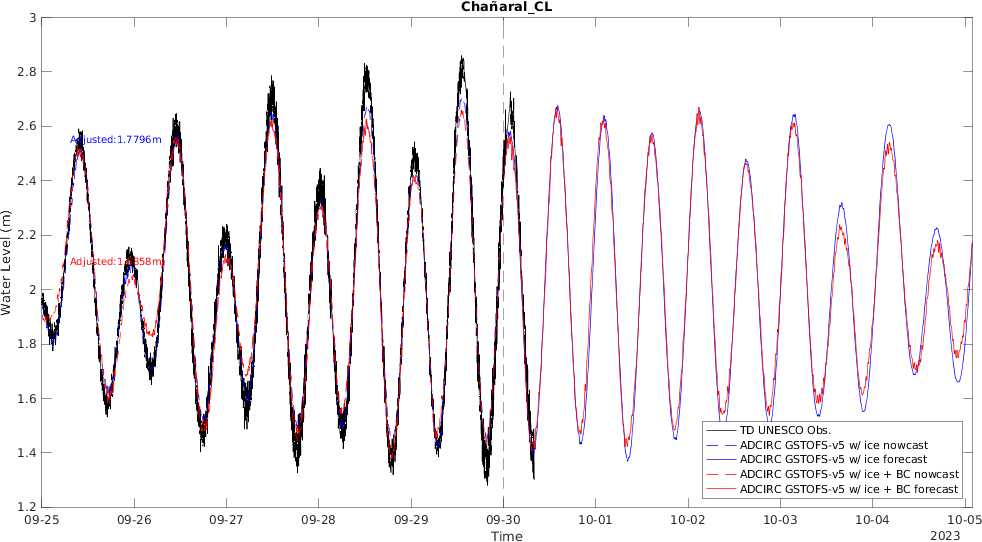 Chañaral_CL
3
2.8
2.6
2.4
2.2
2
1.8
1.6
1.4
1.2
Water Level (m)
Adjusted:1.7796m
09-25
09-26
09-27
09-28
09-29
09-30
10-01
10-02
10-03
10-04
10-05
Time
2023
TD UNESCO Obs.
ADCIRC GSTOFS-v5 w/ ice nowcast
ADCIRC GSTOFS-v5 w/ ice forecast
ADCIRC GSTOFS-v5 w/ ice + BC nowcast
ADCIRC GSTOFS-v5 w/ ice + BC forecast